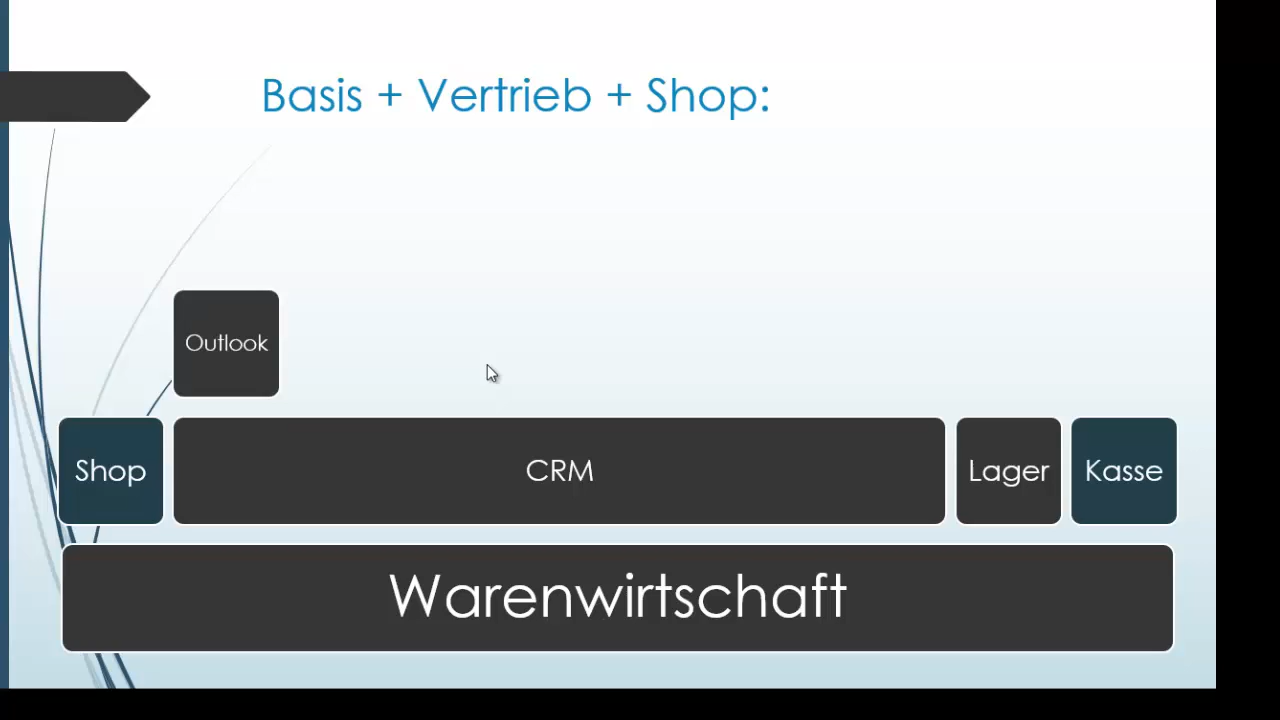 Basis + Vertrieb + Shop:
Outlook
Shop
CRM
Lager
Kasse
Warenwirtschaft